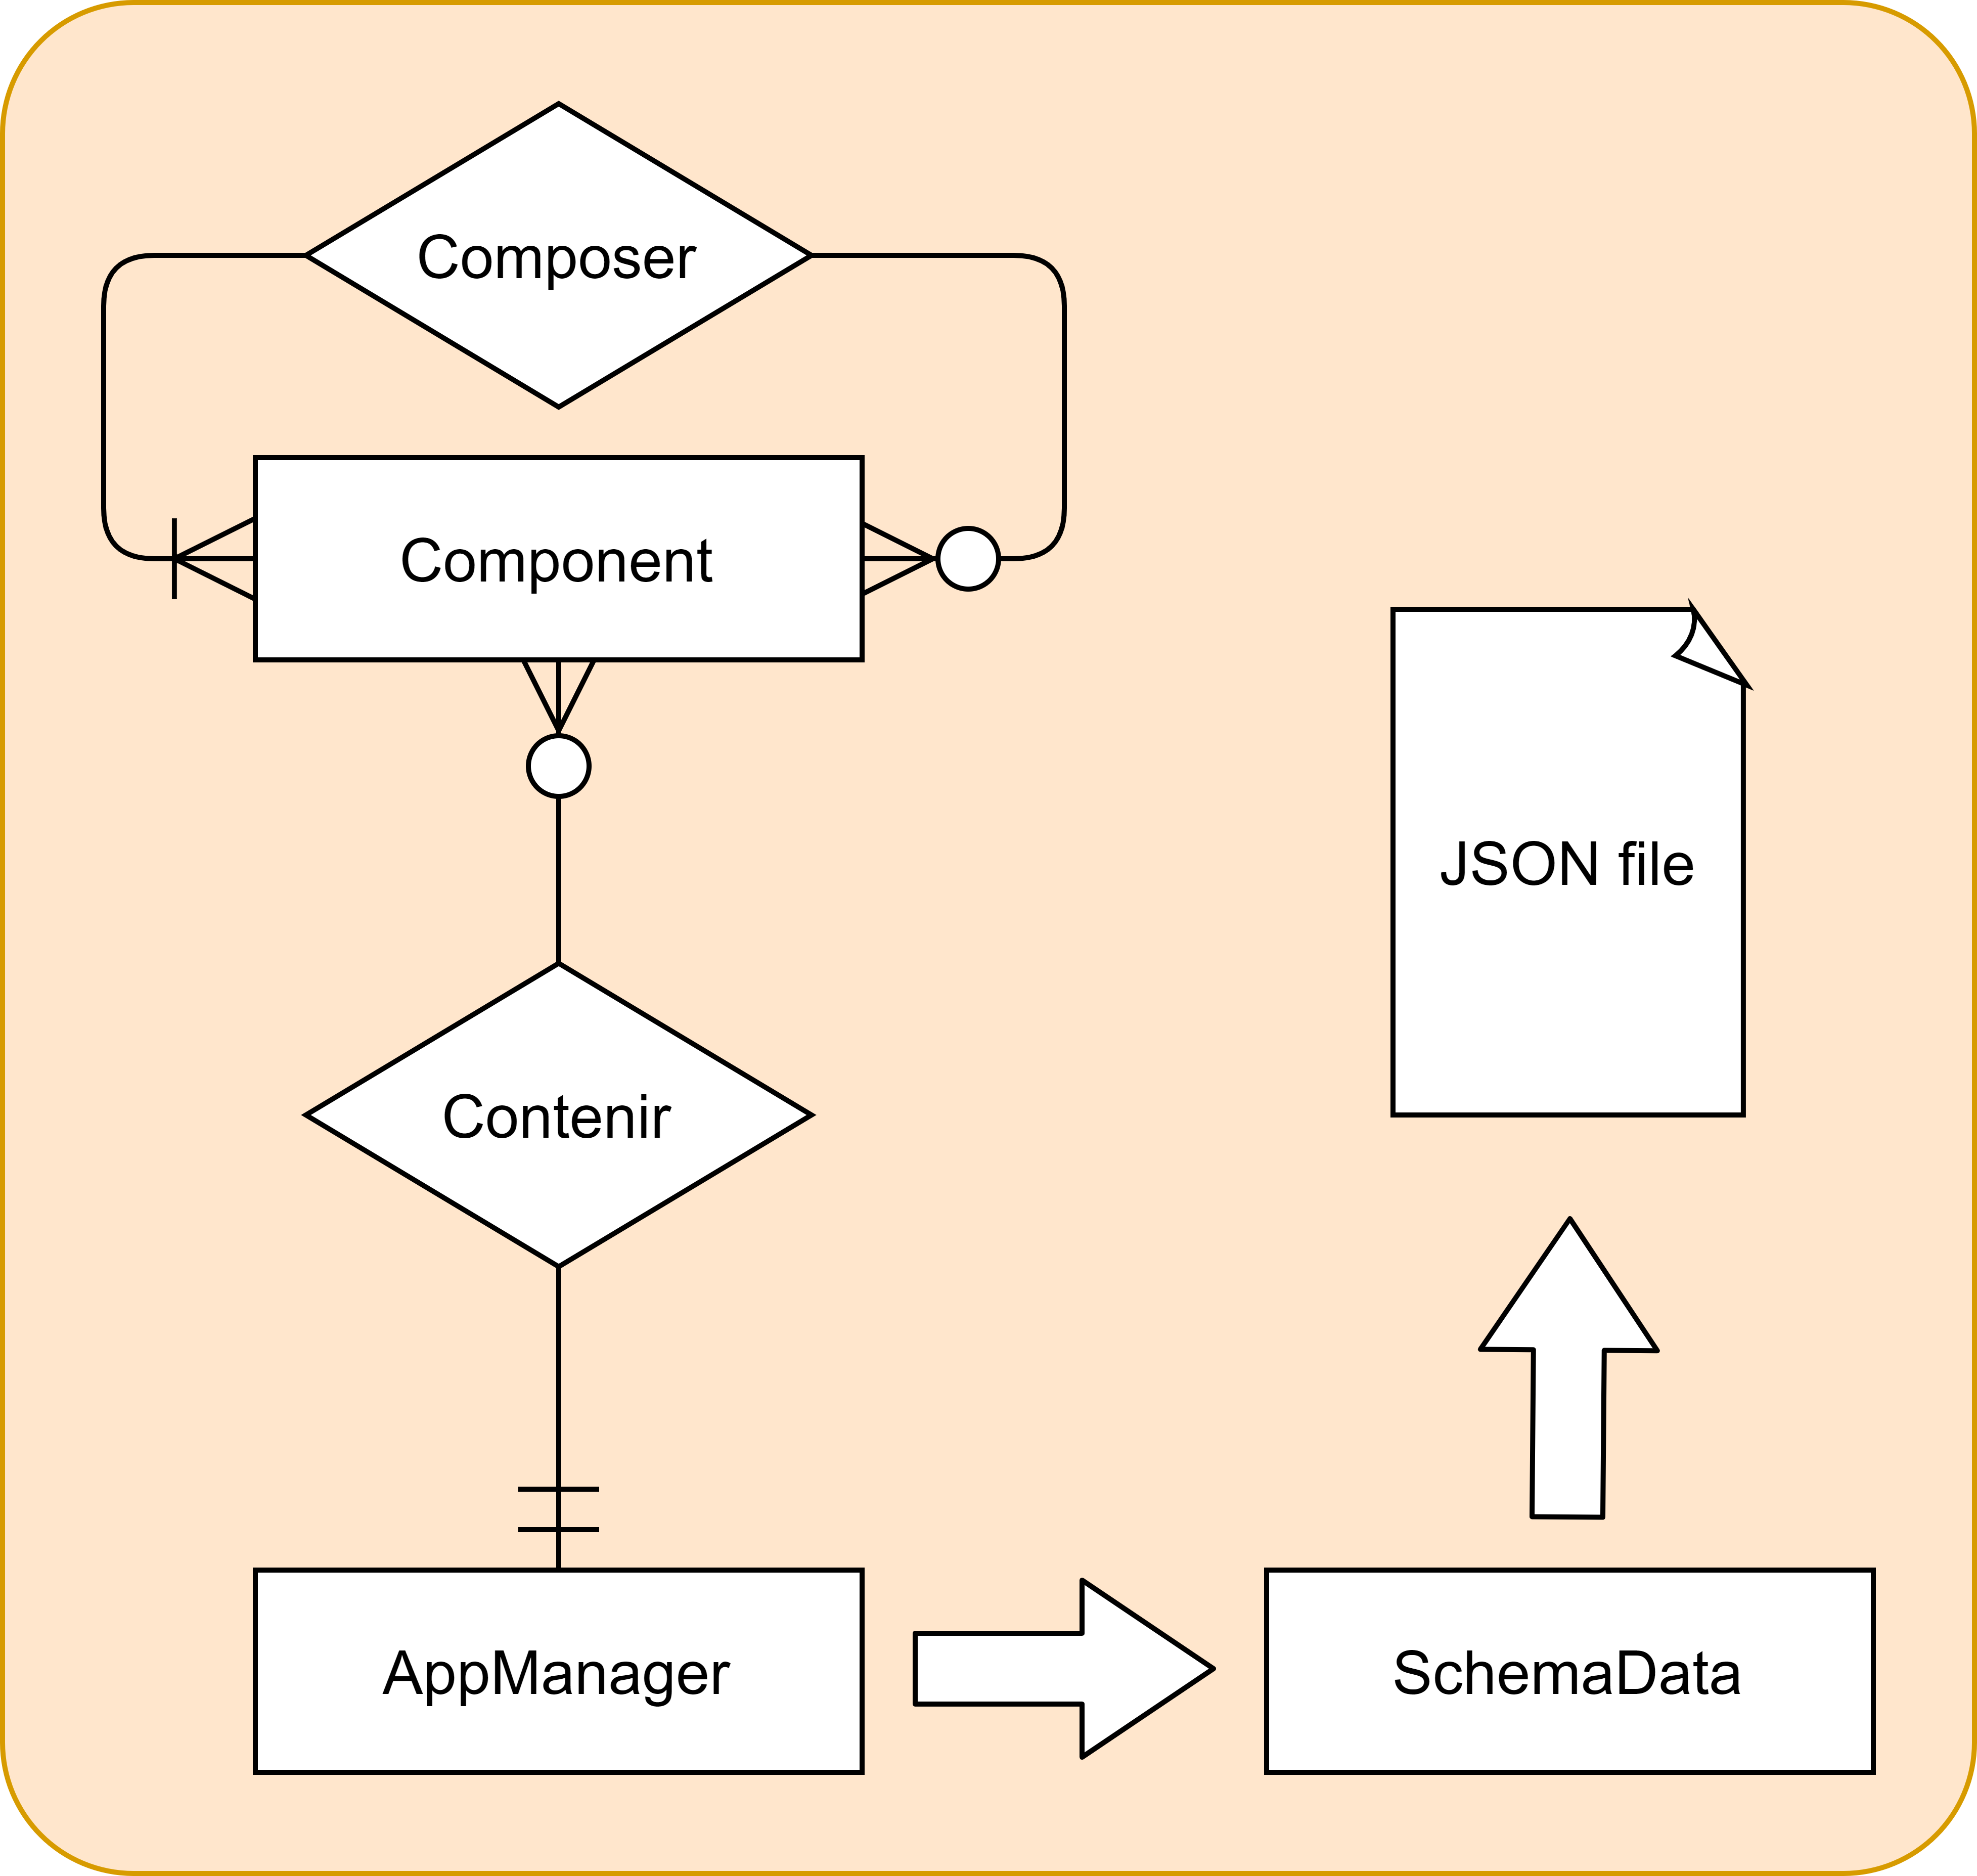 Composer
Component
JSON file
Contenir
AppManager
SchemaData